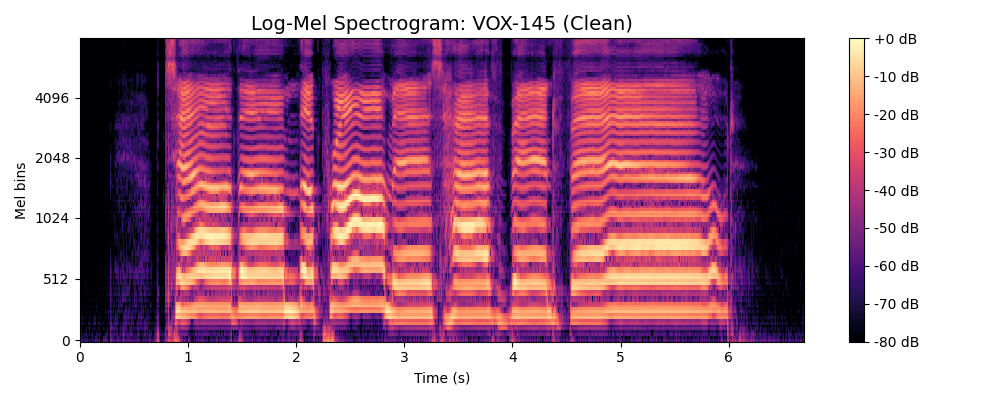 Log-Mel Spectrogram: VOX-145 (Clean)
Mel bins
4096
2048
1024
512
0
0 1 2 3 4 5 6
Time (s)
+0 dB
-10 dB
-20 dB
-30 dB
-40 dB
-50 dB
-60 dB
-70 dB
-80 dB